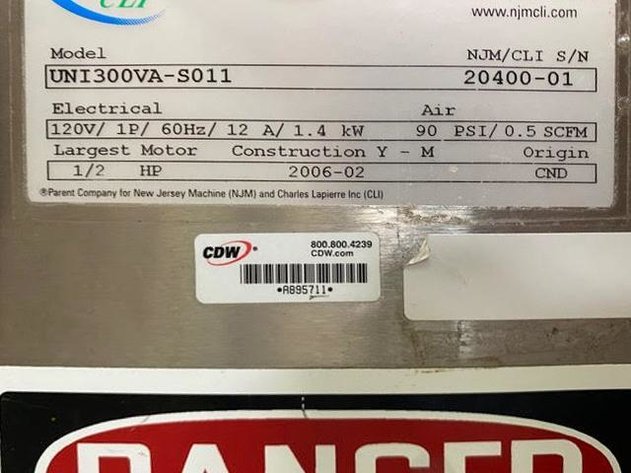 CLI
www.njmcli.com
Model NJM/CLI S/N
UNI300VA-S011 20400-01
Electrical Air
120V/ 1P/ 60Hz/ 12 A/ 1.4 kW 90 PSI/ 0.5 SCFM
Largest Motor Construction Y - M Origin
1/2 HP 2006-02 CND
®Parent Company for New Jersey Machine (NJM) and Charles Lapierre Inc (CLI)
CDW® 800.800.4239
CDW.com
•A895711•
DANGER